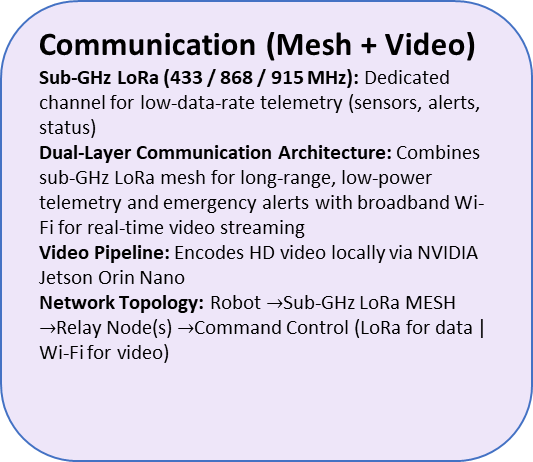 Communication (Mesh + Video)
Sub-GHz LoRa (433 / 868 / 915 MHz): Dedicated
channel for low-data-rate telemetry (sensors, alerts,
status)
Dual-Layer Communication Architecture: Combines
sub-GHz LoRa mesh for long-range, low-power
telemetry and emergency alerts with broadband Wi-
Fi for real-time video streaming
Video Pipeline: Encodes HD video locally via NVIDIA
Jetson Orin Nano
Network Topology: Robot →Sub-GHz LoRa MESH
→Relay Node(s) →Command Control (LoRa for data |
Wi-Fi for video)